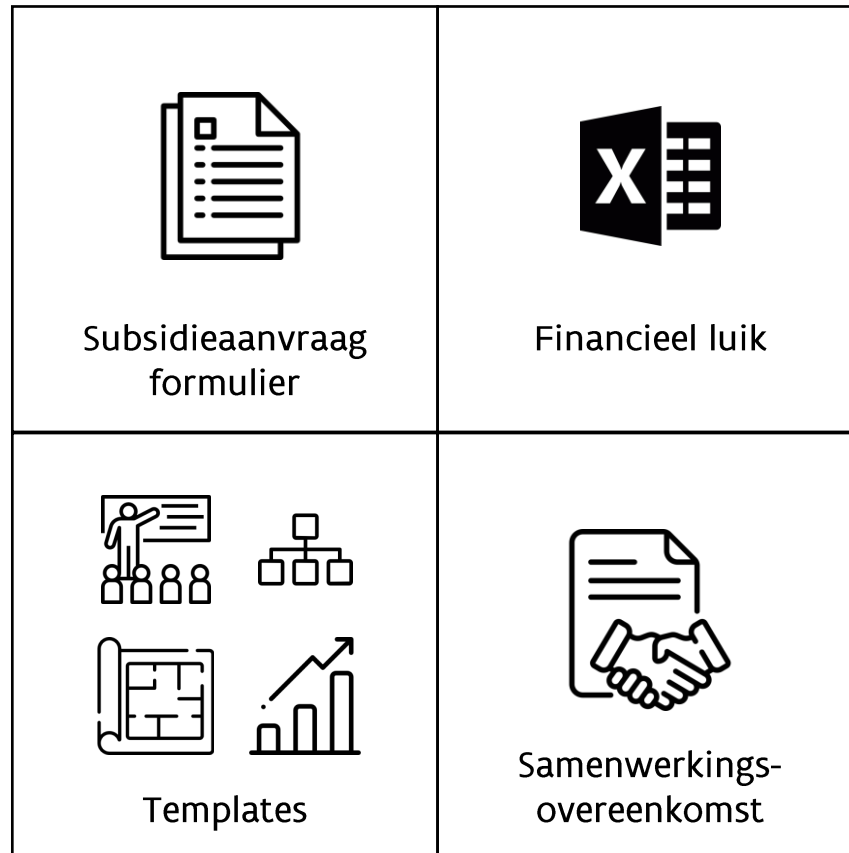 X
Subsidieaanvraag
formulier
Financieel luik
Templates
Samenwerkings-
overeenkomst